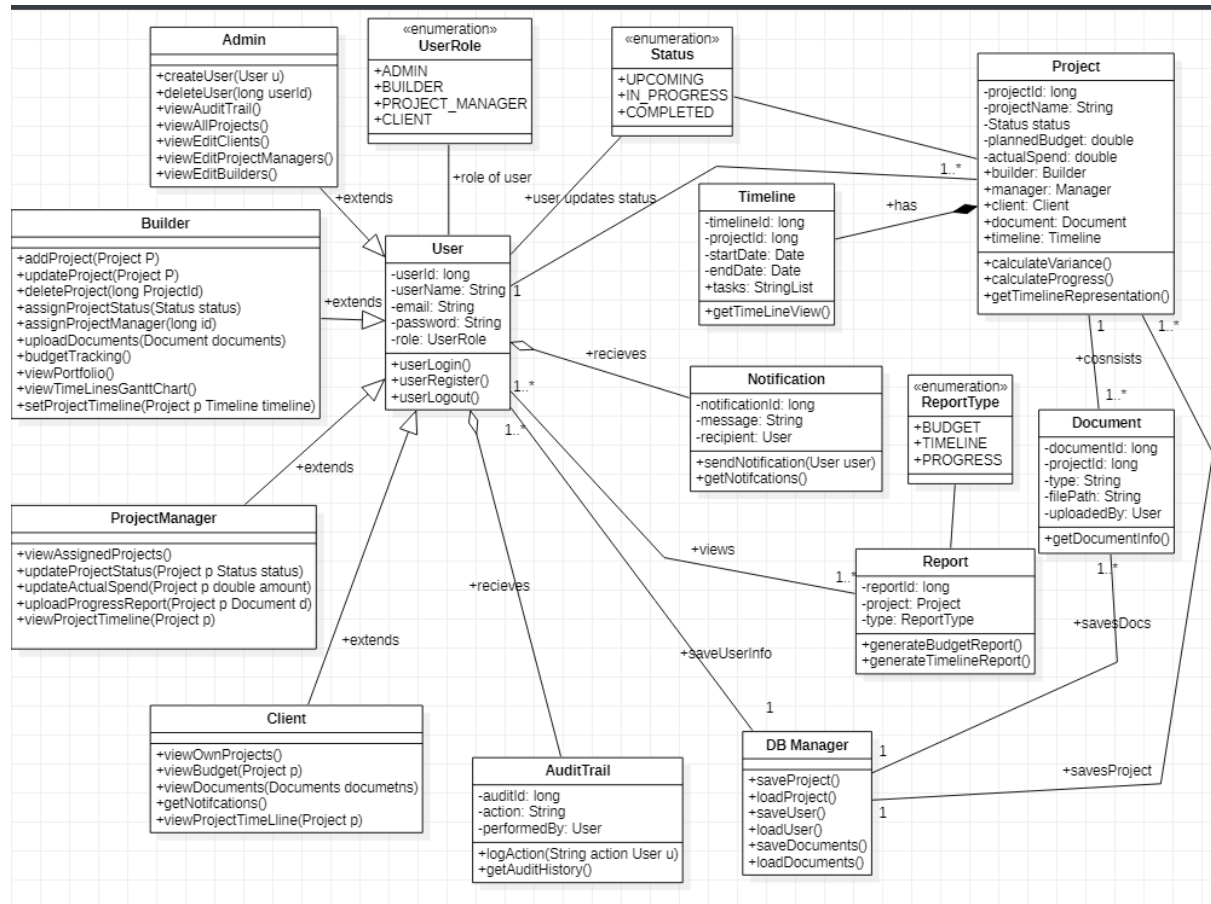 Admin
+createUser(User u)
+deleteUser(long userId)
+viewAuditTrail()
+viewAllProjects()
+viewEditClients()
+viewEditProjectManagers()
+viewEditBuilders()
«enumeration»
UserRole
+ADMIN
+BUILDER
+PROJECT_MANAGER
+CLIENT
«enumeration»
Status
+UPCOMING
+IN_PROGRESS
+COMPLETED
Project
-projectId: long
-projectName: String
-Status status
-plannedBudget: double
-actualSpend: double
+builder: Builder
+manager: Manager
+client: Client
+document: Document
+timeline: Timeline
+calculateVariance()
+calculateProgress()
+getTimelineRepresentation()
+extends
+role of user
+user updates status
1..*
1
+has
Timeline
-timelineId: long
-projectId: long
-startDate: Date
-endDate: Date
+tasks: StringList
+getTimeLineView()
Builder
+addProject(Project P)
+updateProject(Project P)
+deleteProject(long ProjectId)
+assignProjectStatus(Status status)
+assignProjectManager(long id)
+uploadDocuments(Document documents)
+budgetTracking()
+viewPortfolio()
+viewTimeLinesGanttChart()
+setProjectTimeline(Project p Timeline timeline)
+extends
User
-userId: long
-userName: String
-email: String
-password: String
-role: UserRole
+userLogin()
+userRegister()
+userLogout()
+recieves
1..*
1..*
Notification
-notificationId: long
-message: String
-recipient: User
+sendNotification(User user)
+getNotifcations()
«enumeration»
ReportType
+BUDGET
+TIMELINE
+PROGRESS
1
1..*
+cosnsists
1..*
Document
-documentId: long
-projectId: long
-type: String
-filePath: String
-uploadedBy: User
+getDocumentInfo()
1..*
+extends
ProjectManager
+viewAssignedProjects()
+updateProjectStatus(Project p Status status)
+updateActualSpend(Project p double amount)
+uploadProgressReport(Project p Document d)
+viewProjectTimeline(Project p)
+views
1..*
Report
-reportId: long
-project: Project
-type: ReportType
+generateBudgetReport()
+generateTimelineReport()
+recieves
+savesDocs
+extends
+saveUserInfo
1
Client
+viewOwnProjects()
+viewBudget(Project p)
+viewDocuments(Documents documetns)
+getNotifcations()
+viewProjectTimeLline(Project p)
AuditTrail
-auditId: long
-action: String
-performedBy: User
+logAction(String action User u)
+getAuditHistory()
DB Manager
+saveProject()
+loadProject()
+saveUser()
+loadUser()
+saveDocuments()
+loadDocuments()
1
1
+savesProject